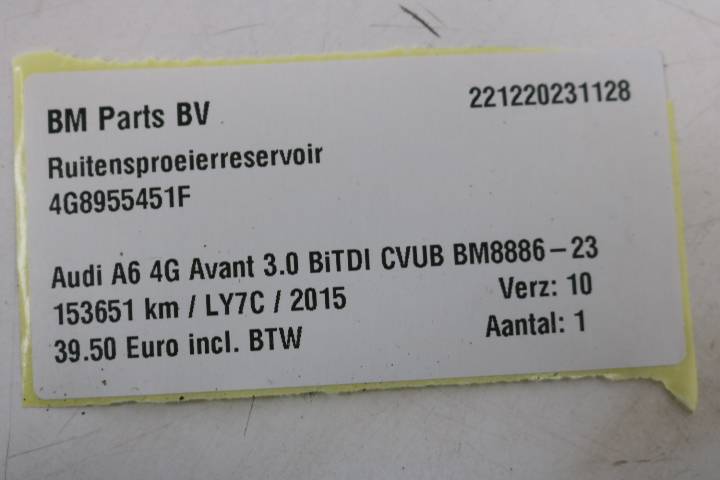 BM Parts BV 221220231128
Ruitensproeierreservoir
4G8955451F
Audi A6 4G Avant 3.0 BiTDI CVUB BM8886-23
153651 km / LY7C / 2015 Verz: 10
39.50 Euro incl. BTW Aantal: 1